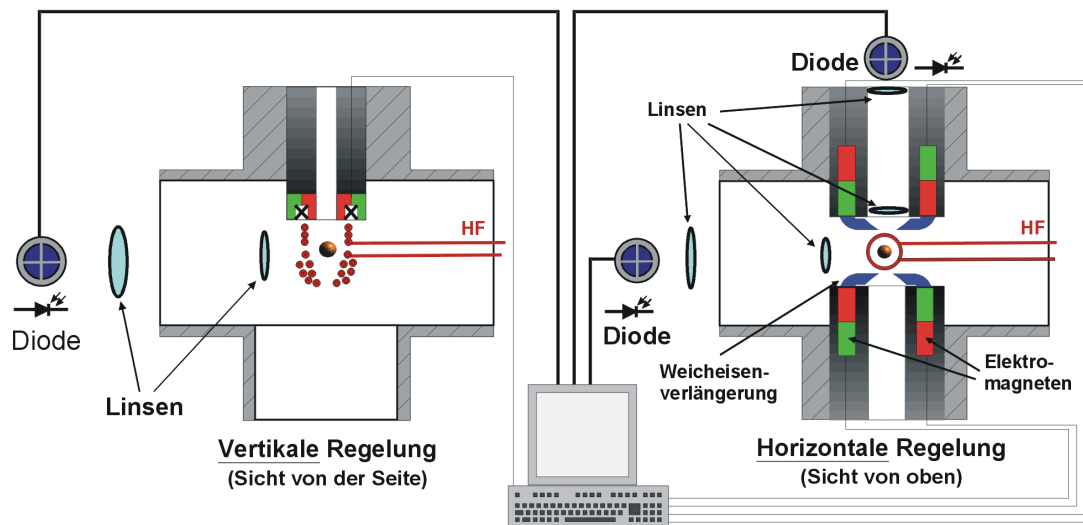 Diode
Linsen
HF
Vertikale Regelung
(Sicht von der Seite)
Diode
Linsen
HF
Diode
Weicheisen-
verlängerung
Elektro-
magneten
Horizontale Regelung
(Sicht von oben)